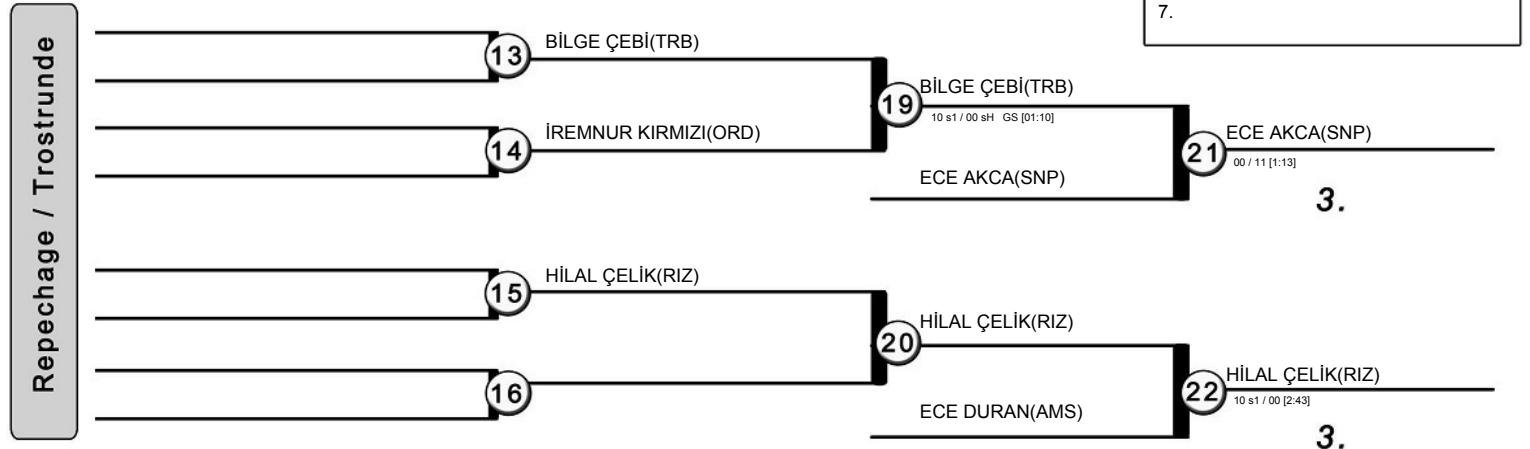 7.
Repechage / Trostrunde
13
BİLGE ÇEBİ(TRB)
14
İREMNUR KIRMIZI(ORD)
19
BİLGE ÇEBİ(TRB)
10 s1 / 00 sH GS [01:10]
ECE AKCA(SNP)
21
ECE AKCA(SNP)
00 / 11 [1:13]
3.
15
HİLAL ÇELİK(RIZ)
16
20
HİLAL ÇELİK(RIZ)
ECE DURAN(AMS)
22
HİLAL ÇELİK(RIZ)
10 s1 / 00 [2:43]
3.